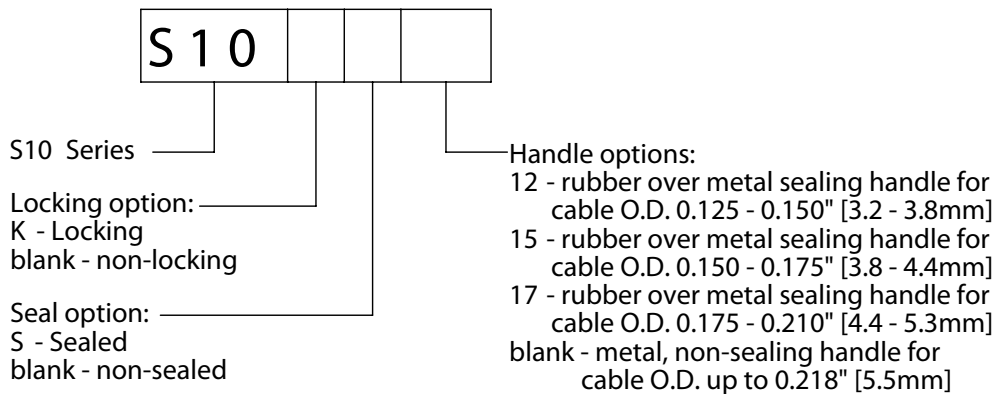 S 1 0
S10 Series
Locking option:
K - Locking
blank - non-locking
Seal option:
S - Sealed
blank - non-sealed
Handle options:
12 - rubber over metal sealing handle for
cable O.D. 0.125 - 0.150" [3.2 - 3.8mm]
15 - rubber over metal sealing handle for
cable O.D. 0.150 - 0.175" [3.8 - 4.4mm]
17 - rubber over metal sealing handle for
cable O.D. 0.175 - 0.210" [4.4 - 5.3mm]
blank - metal, non-sealing handle for
cable O.D. up to 0.218" [5.5mm]